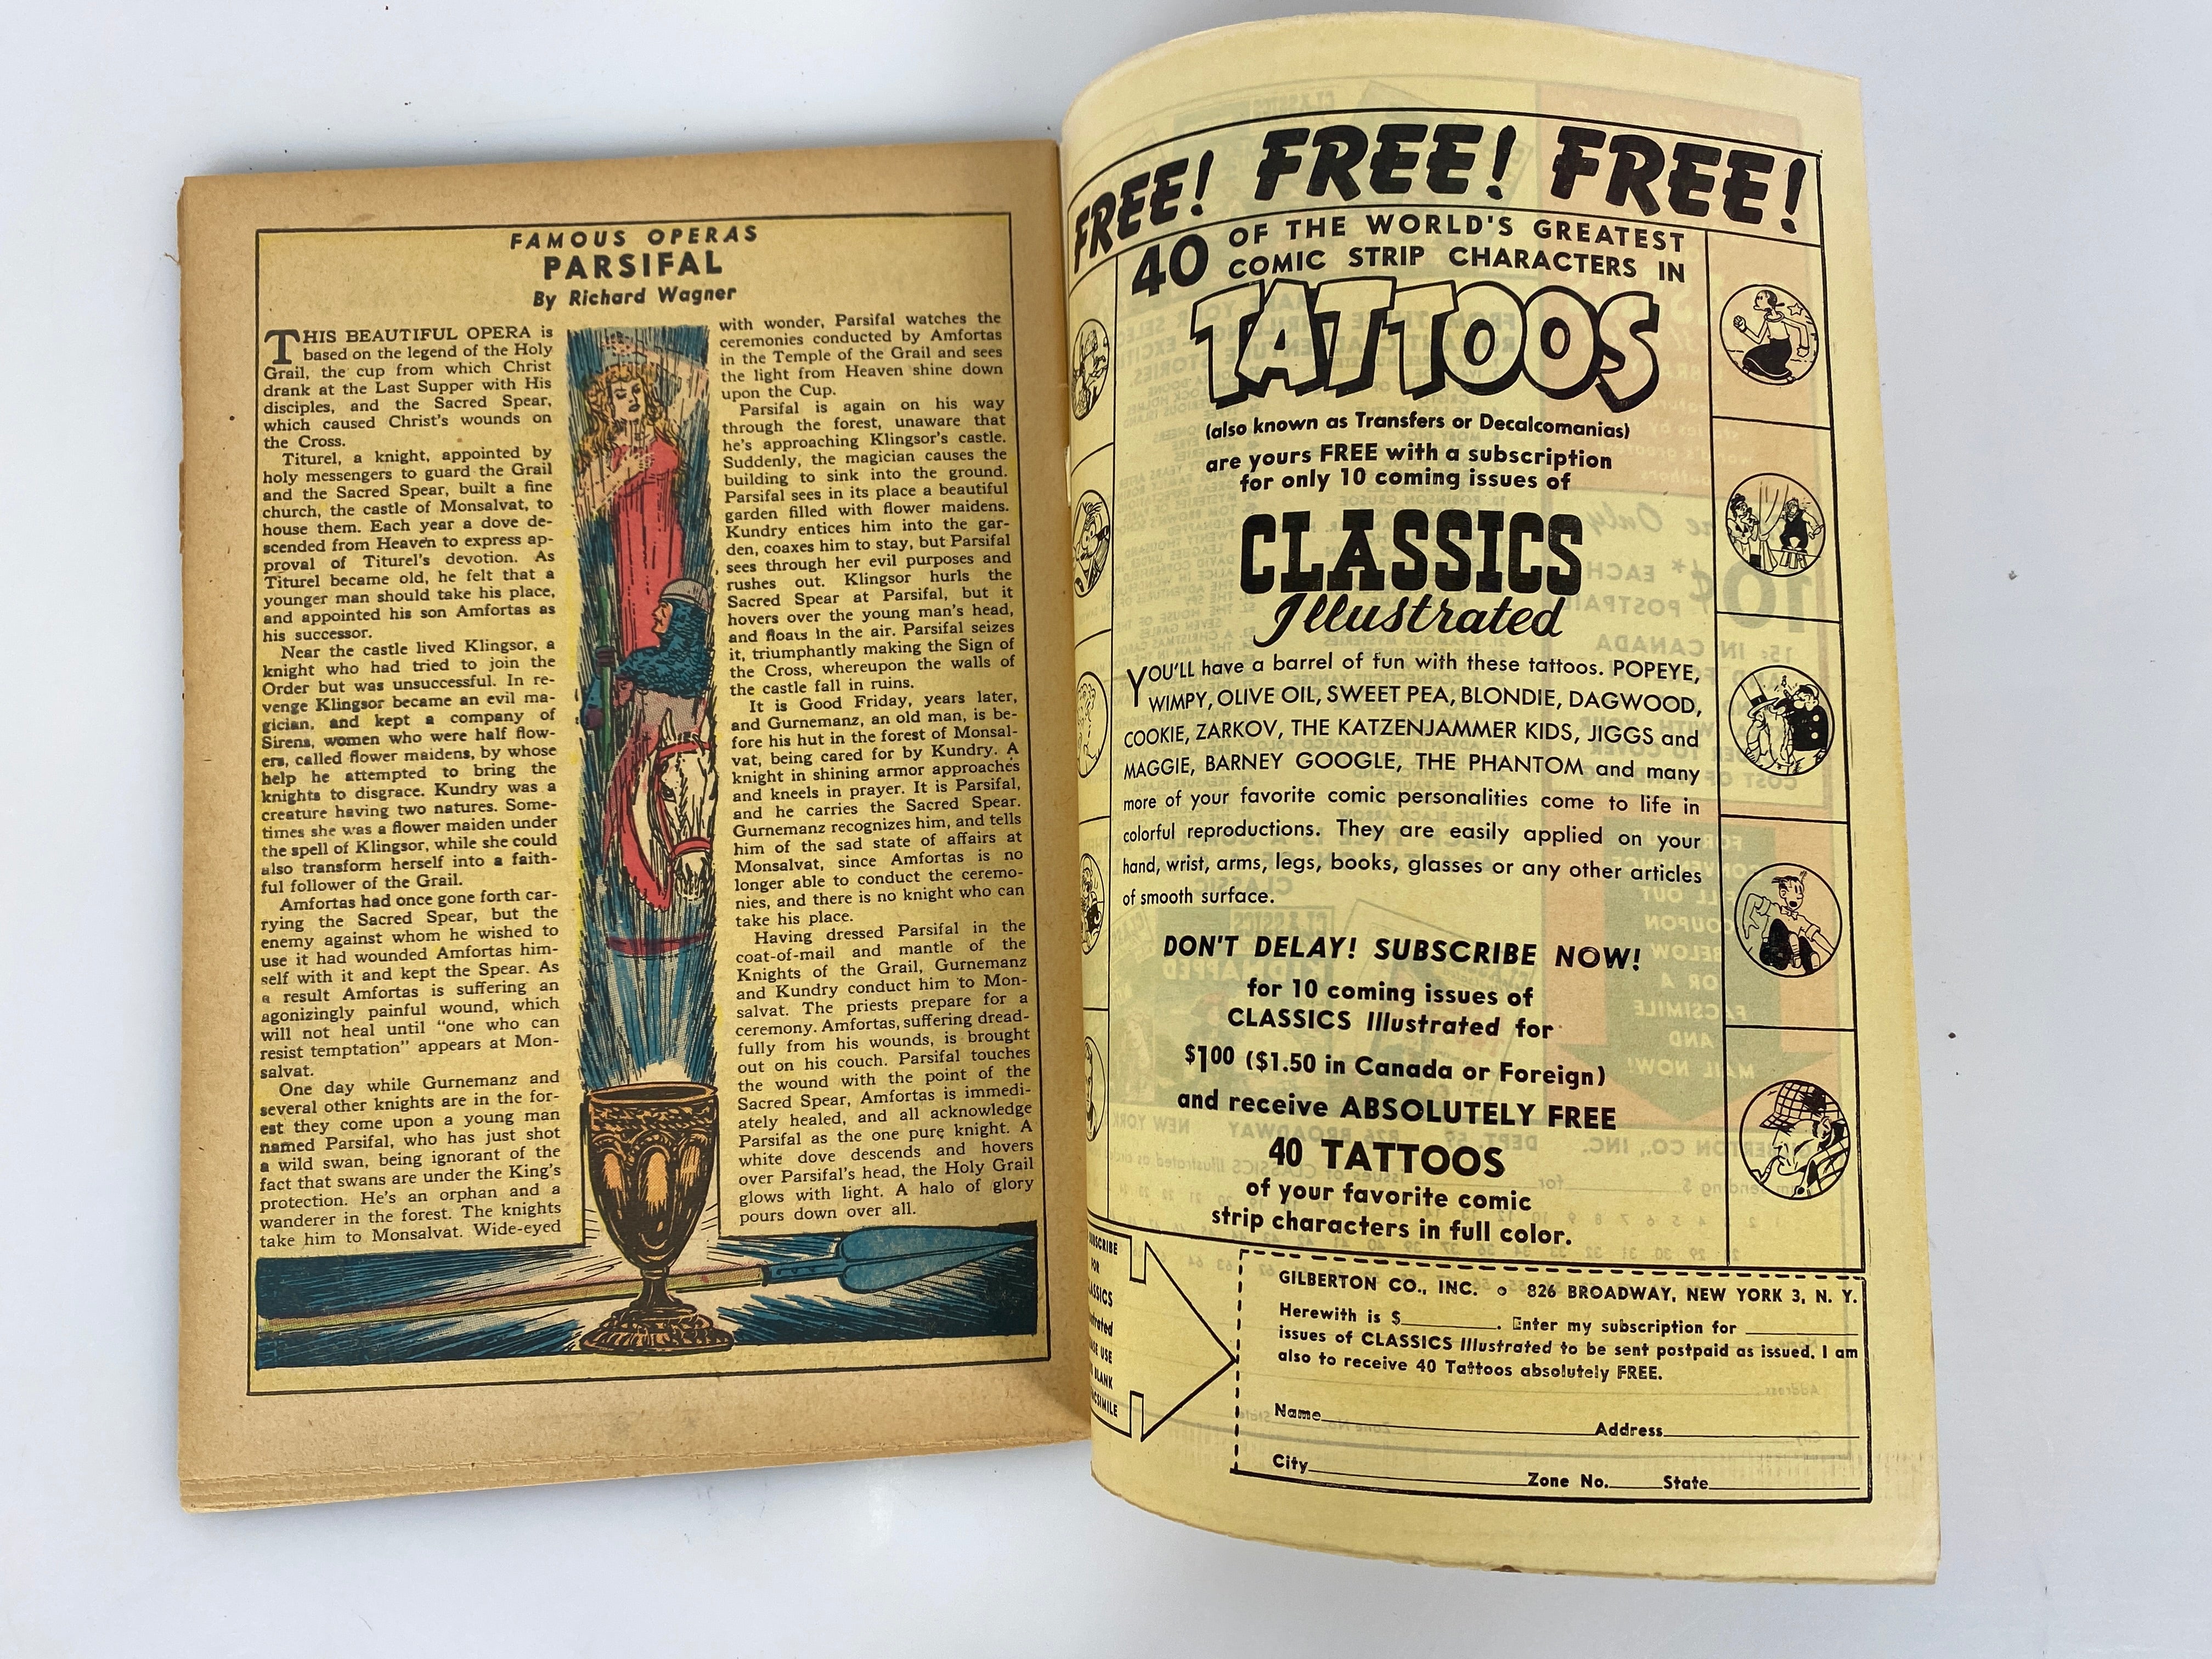 FAMOUS OPERAS
PARSIFAL
By Richard Wagner
THIS BEAUTIFUL OPERA is
based on the legend of the Holy
Grail, the cup from which Christ
drank at the Last Supper with His
disciples, and the Sacred Spear,
which caused Christ's wounds on
the Cross.
Titurel, a knight, appointed by
holy messengers to guard the Grail
and the Sacred Spear, built a fine
church, the castle of Monsalvat, to
house them. Each year a dove de-
scended from Heaven to express ap-
proval of Titurel's devotion. As
Titurel became old, he felt that a
younger man should take his place,
and appointed his son Amfortas as
his successor.
Near the castle lived Klingsor, a
knight who had tried to join the
Order but was unsuccessful. In re-
venge Klingsor became an evil ma-
gician, and kept a company of
Sirens, women who were half flow-
ers, called flower maidens, by whose
help he attempted to bring the
knights to disgrace. Kundry was a
creature having two natures. Some-
times she was a flower maiden under
the spell of Klingsor, while she could
also transform herself into a faith-
ful follower of the Grail.
Amfortas had once gone forth car-
rying the Sacred Spear, but the
enemy against whom he wished to
use it had wounded Amfortas him-
self with it and kept the Spear. As
a result Amfortas is suffering an
agonizingly painful wound, which
will not heal until "one who can
resist temptation" appears at Mon-
salvat.
One day while Gurnemanz and
several other knights are in the for-
est they come upon a young man
named Parsifal, who has just shot
a wild swan, being ignorant of the
fact that swans are under the King's
protection. He's an orphan and a
wanderer in the forest. The knights
take him to Monsalvat. Wide-eyed
with wonder, Parsifal watches the
ceremonies conducted by Amfortas
in the Temple of the Grail and sees
the light from Heaven shine down
upon the Cup.
Parsifal is again on his way
through the forest, unaware that
he's approaching Klingsor's castle.
Suddenly, the magician causes the
building to sink into the ground.
Parsifal sees in its place a beautiful
garden filled with flower maidens.
Kundry entices him into the gar-
den, coaxes him to stay, but Parsifal
sees through her evil purposes and
rushes out. Klingsor hurls the
Sacred Spear at Parsifal, but it
hovers over the young man's head,
and floats in the air. Parsifal seizes
it, triumphantly making the Sign of
the Cross, whereupon the walls of
the castle fall in ruins.
It is Good Friday, years later,
and Gurnemanz, an old man, is be-
fore his hut in the forest of Monsal-
vat, being cared for by Kundry. A
knight in shining armor approaches
and kneels in prayer. It is Parsifal,
and he carries the Sacred Spear.
Gurnemanz recognizes him, and tells
him of the sad state of affairs at
Monsalvat, since Amfortas is no
longer able to conduct the ceremo-
nies, and there is no knight who can
take his place.
Having dressed Parsifal in the
coat-of-mail and mantle of the
Knights of the Grail, Gurnemanz
and Kundry conduct him to Mon-
salvat. The priests prepare for a
ceremony. Amfortas, suffering dread-
fully from his wounds, is brought
out on his couch. Parsifal touches
the wound with the point of the
Sacred Spear, Amfortas is immedi-
ately healed, and all acknowledge
Parsifal as the one pure knight. A
white dove descends and hovers
over Parsifal's head, the Holy Grail
glows with light. A halo of glory
pours down over all.
FREE! FREE! FREE!
40 OF THE WORLD'S GREATEST
COMIC STRIP CHARACTERS IN
TATTOOS
(also known as Transfers or Decalcomanias)
are yours FREE with a subscription
for only 10 coming issues of
CLASSICS
Illustrated
YOU'LL have a barrel of fun with these tattoos. POPEYE,
WIMPY, OLIVE OIL, SWEET PEA, BLONDIE, DAGWOOD,
COOKIE, ZARKOV, THE KATZENJAMMER KIDS, JIGGS and
MAGGIE, BARNEY GOOGLE, THE PHANTOM and many
more of your favorite comic personalities come to life in
colorful reproductions. They are easily applied on your
hand, wrist, arms, legs, books, glasses or any other articles
of smooth surface.
DON'T DELAY! SUBSCRIBE NOW!
for 10 coming issues of
CLASSICS Illustrated for
$1.00 ($1.50 in Canada or Foreign)
and receive ABSOLUTELY FREE
40 TATTOOS
of your favorite comic
strip characters in full color.
FOR
GILBERTON CO., INC. o 826 BROADWAY, NEW YORK 3, N. Y.
Herewith is $________. Enter my subscription for ________
issues of CLASSICS Illustrated to be sent postpaid as issued. I am
also to receive 40 Tattoos absolutely FREE.
Name________ Address________
City________ Zone No.____ State________